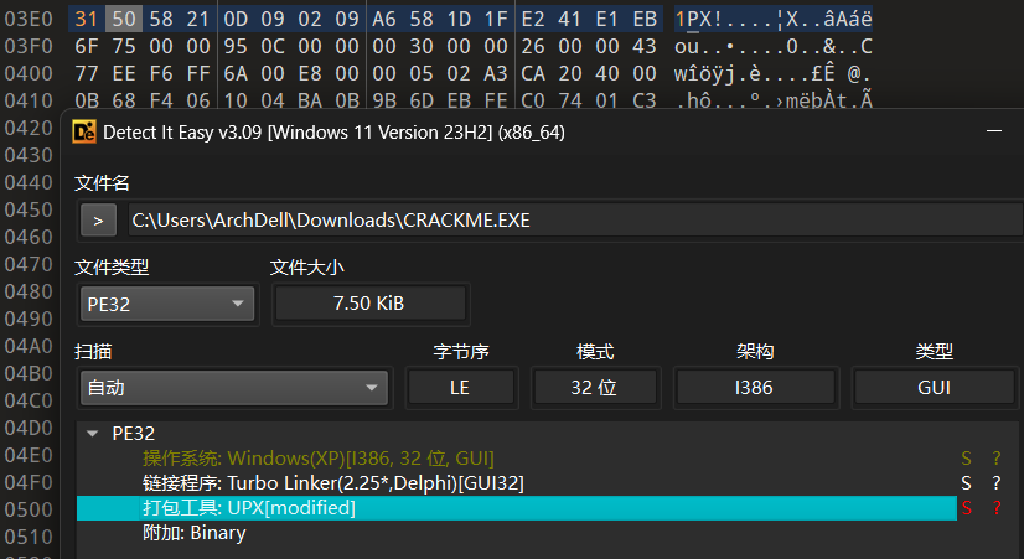 03E0 31 50 58 21 0D 09 02 09 A6 58 1D 1F E2 41 E1 EB 1PX!....¦X..âAáë
03F0 6F 75 00 00 95 0C 00 00 00 30 00 00 26 00 00 43 ou..•....0..&..C
0400 77 EE F6 FF 6A 00 E8 00 00 05 02 A3 CA 20 40 00 wîöÿj.è....£Ê @.
0410 0B 68 F4 06 10 04 BA 0B 9B 6D EB FE C0 74 01 C3 .hô...º.›mëbÀt.Ã
0420
0430
0440
0450
0460
0470
0480
0490
04A0
04B0
04C0
04D0
04E0
04F0
0500
0510
Detect It Easy v3.09 [Windows 11 Version 23H2] (x86_64)
文件名
> C:\Users\ArchDell\Downloads\CRACKME.EXE
文件类型 文件大小
PE32 7.50 KiB
扫描 字节序 模式 架构 类型
自动 LE 32 位 I386 GUI
PE32
操作系统: Windows(XP)[I386, 32 位, GUI] S ?
链接程序: Turbo Linker(2.25*,Delphi)[GUI32] S ?
打包工具: UPX[modified] S ?
附加: Binary